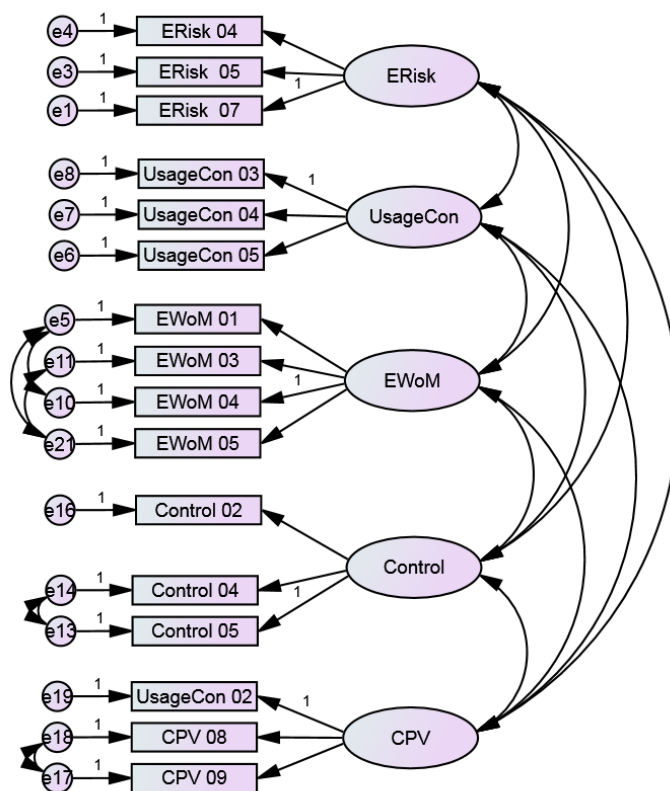 e4 1 ERisk 04
e3 1 ERisk 05 ERisk
e1 1 ERisk 07 1
e8 1 UsageCon 03 1
e7 1 UsageCon 04 UsageCon
e6 1 UsageCon 05
e5 1 EWoM 01
e11 1 EWoM 03
EWoM
e10 1 EWoM 04 1
e21 1 EWoM 05
e16 1 Control 02
Control
e14 1 Control 04
e13 1 Control 05 1
e19 1 UsageCon 02 1
e18 1 CPV 08 CPV
e17 1 CPV 09